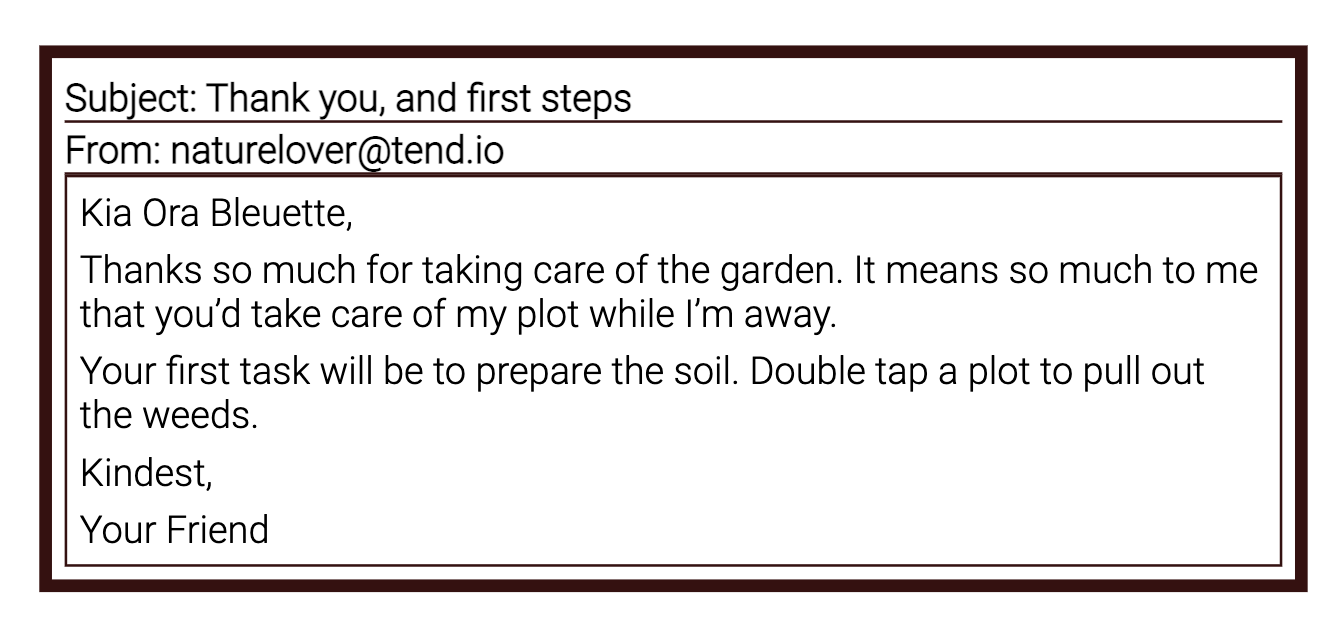 Subject: Thank you, and first steps
From: naturelover@tend.io
Kia Ora Bleuette,
Thanks so much for taking care of the garden. It means so much to me
that you’d take care of my plot while I’m away.
Your first task will be to prepare the soil. Double tap a plot to pull out
the weeds.
Kindest,
Your Friend